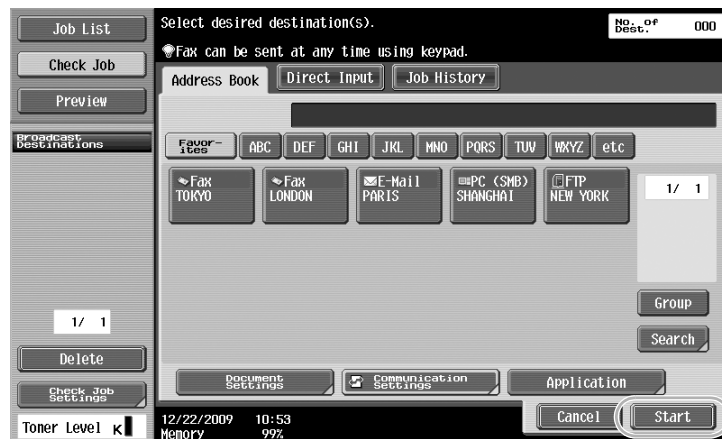 Job List
Check Job
Preview
Broadcast
Destinations
1/ 1
Delete
Check Job
Settings
Toner Level K
Select desired destination(s).
No. of
Dest. 000
Fax can be sent at any time using keypad.
Address Book Direct Input Job History
Favor-
ites ABC DEF GHI JKL MNO PQRS TUV WXYZ etc
Fax Fax E-Mail PC (SMB) FTP
TOKYO LONDON PARIS SHANGHAI NEW YORK
1/ 1
Group
Search
Document
Settings
Communication
Settings
Application
12/22/2009 10:53
Memory 99%
Cancel Start